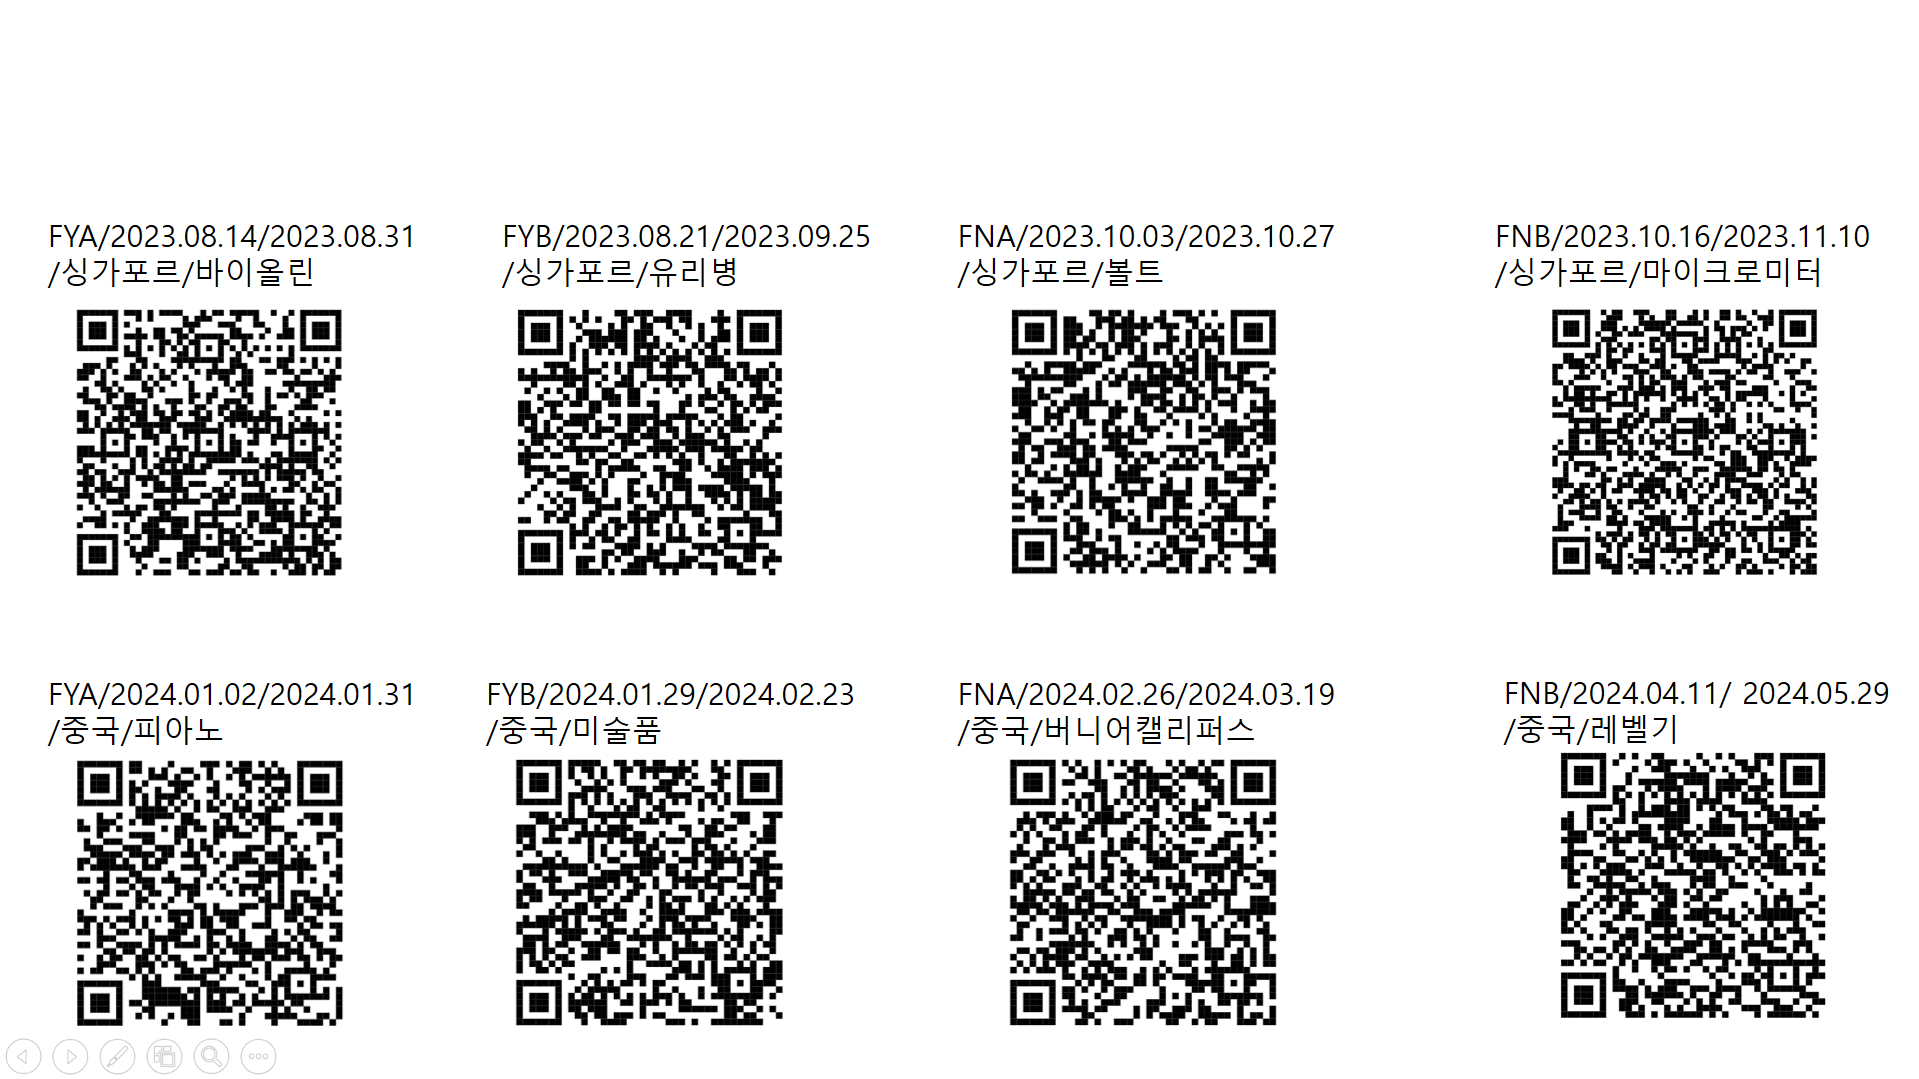 FYA/2023.08.14/2023.08.31
/싱가포르/바이올린
FYB/2023.08.21/2023.09.25
/싱가포르/유리병
FNA/2023.10.03/2023.10.27
/싱가포르/볼트
FNB/2023.10.16/2023.11.10
/싱가포르/마이크로미터
FYA/2024.01.02/2024.01.31
/중국/피아노
FYB/2024.01.29/2024.02.23
/중국/미술품
FNA/2024.02.26/2024.03.19
/중국/버니어캘리퍼스
FNB/2024.04.11/ 2024.05.29
/중국/레벨기